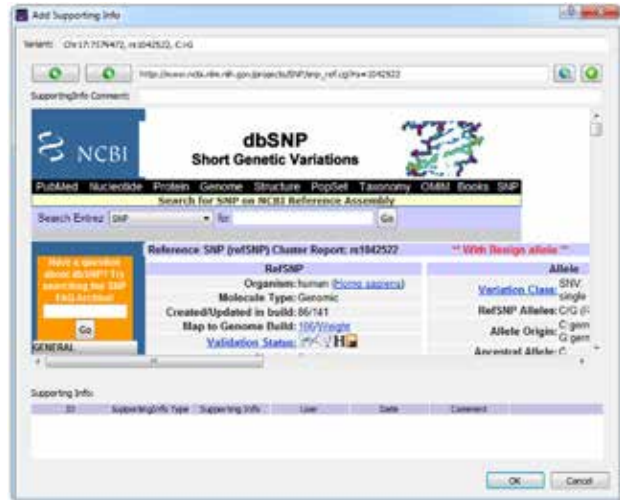 Add Supporting Info
Variant: Chr17:7579472, rs1042522, C:/G
http://www.ncbi.nlm.nih.gov/projects/SNP/snp_ref.cgi?rs=1042522
SupportingInfo Comment:
NCBI
dbSNP
Short Genetic Variations
PubMed Nucleotide Protein Genome Structure PopSet Taxonomy OMIM Books SNP
Search for SNP on NCBI Reference Assembly
Search Entrez SNP for Go
Have a question
about dbSNP? Try
searching the SNP
FAQ Archive!
Go
GENERAL
Reference SNP (refSNP) Cluster Report: rs1042522 ** With Benign allele **
RefSNP
Organism: human (Homo sapiens)
Molecule Type: Genomic
Created/Updated in build: 86/141
Map to Genome Build: 106/Weight
Validation Status: H
Allele
Variation Class: SNV:
single
RefSNP Alleles: C/G
Allele Origin: C:germ
G:germ
Ancestral Allele: C
Supporting Info:
ID SupportingInfo Type Supporting Info User Date Comment
OK Cancel